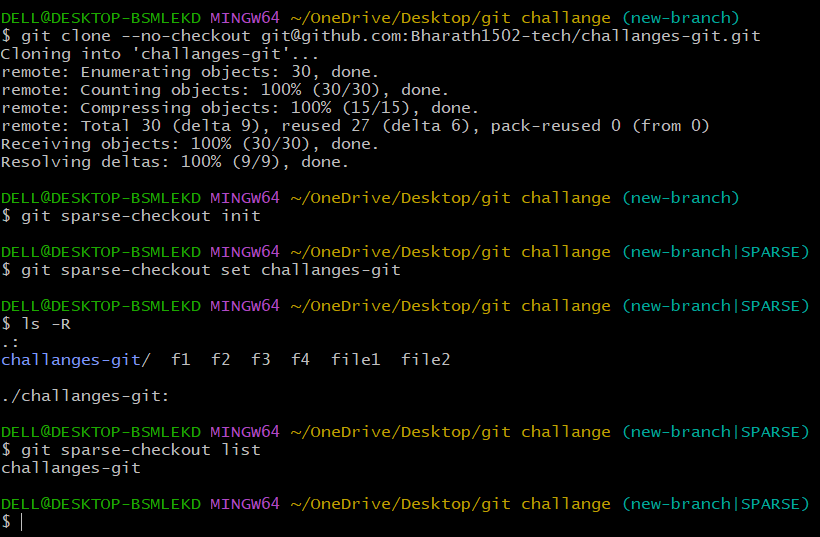 DELL@DESKTOP-BSMLEKD MINGW64 ~/OneDrive/Desktop/git challange (new-branch)
$ git clone --no-checkout git@github.com:Bharath1502-tech/challanges-git.git
Cloning into 'challanges-git'...
remote: Enumerating objects: 30, done.
remote: Counting objects: 100% (30/30), done.
remote: Compressing objects: 100% (15/15), done.
remote: Total 30 (delta 9), reused 27 (delta 6), pack-reused 0 (from 0)
Receiving objects: 100% (30/30), done.
Resolving deltas: 100% (9/9), done.

DELL@DESKTOP-BSMLEKD MINGW64 ~/OneDrive/Desktop/git challange (new-branch)
$ git sparse-checkout init

DELL@DESKTOP-BSMLEKD MINGW64 ~/OneDrive/Desktop/git challange (new-branch|SPARSE)
$ git sparse-checkout set challanges-git

DELL@DESKTOP-BSMLEKD MINGW64 ~/OneDrive/Desktop/git challange (new-branch|SPARSE)
$ ls -R
.:
challanges-git/  f1  f2  f3  f4  file1  file2

./challanges-git:

DELL@DESKTOP-BSMLEKD MINGW64 ~/OneDrive/Desktop/git challange (new-branch|SPARSE)
$ git sparse-checkout list
challanges-git

DELL@DESKTOP-BSMLEKD MINGW64 ~/OneDrive/Desktop/git challange (new-branch|SPARSE)
$